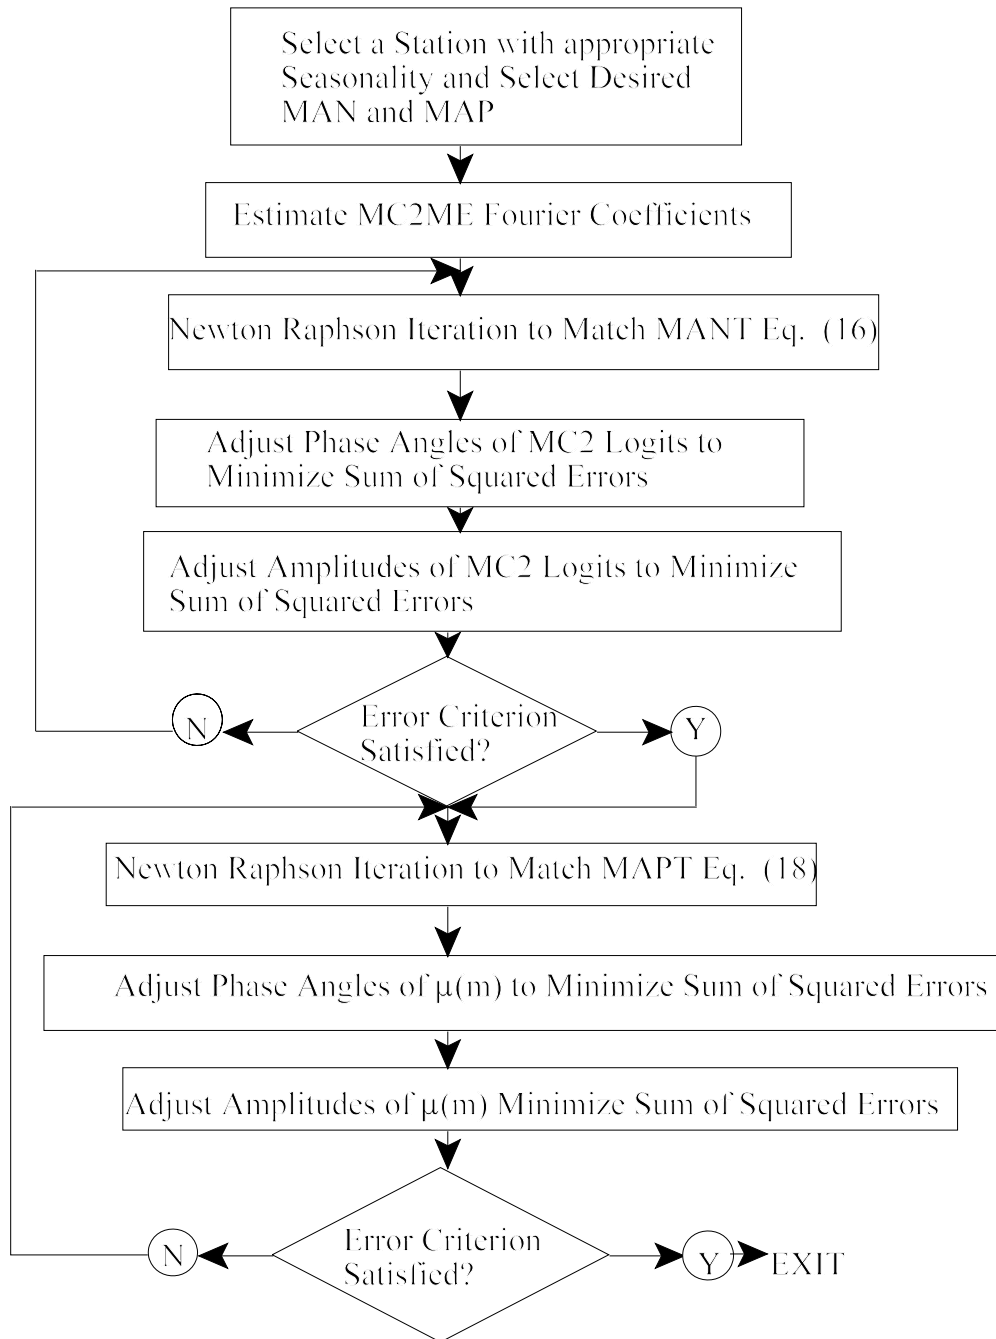 Select a Station with appropriate
Seasonality and Select Desired
MAN and MAP
Estimate MC2ME Fourier Coefficients
Newton Raphson Iteration to Match MANT Eq. (16)
Adjust Phase Angles of MC2 Logits to
Minimize Sum of Squared Errors
Adjust Amplitudes of MC2 Logits to Minimize
Sum of Squared Errors
N
Error Criterion
Satisfied?
Y
Newton Raphson Iteration to Match MAPT Eq. (18)
Adjust Phase Angles of μ(m) to Minimize Sum of Squared Errors
Adjust Amplitudes of μ(m) Minimize Sum of Squared Errors
N
Error Criterion
Satisfied?
Y
EXIT